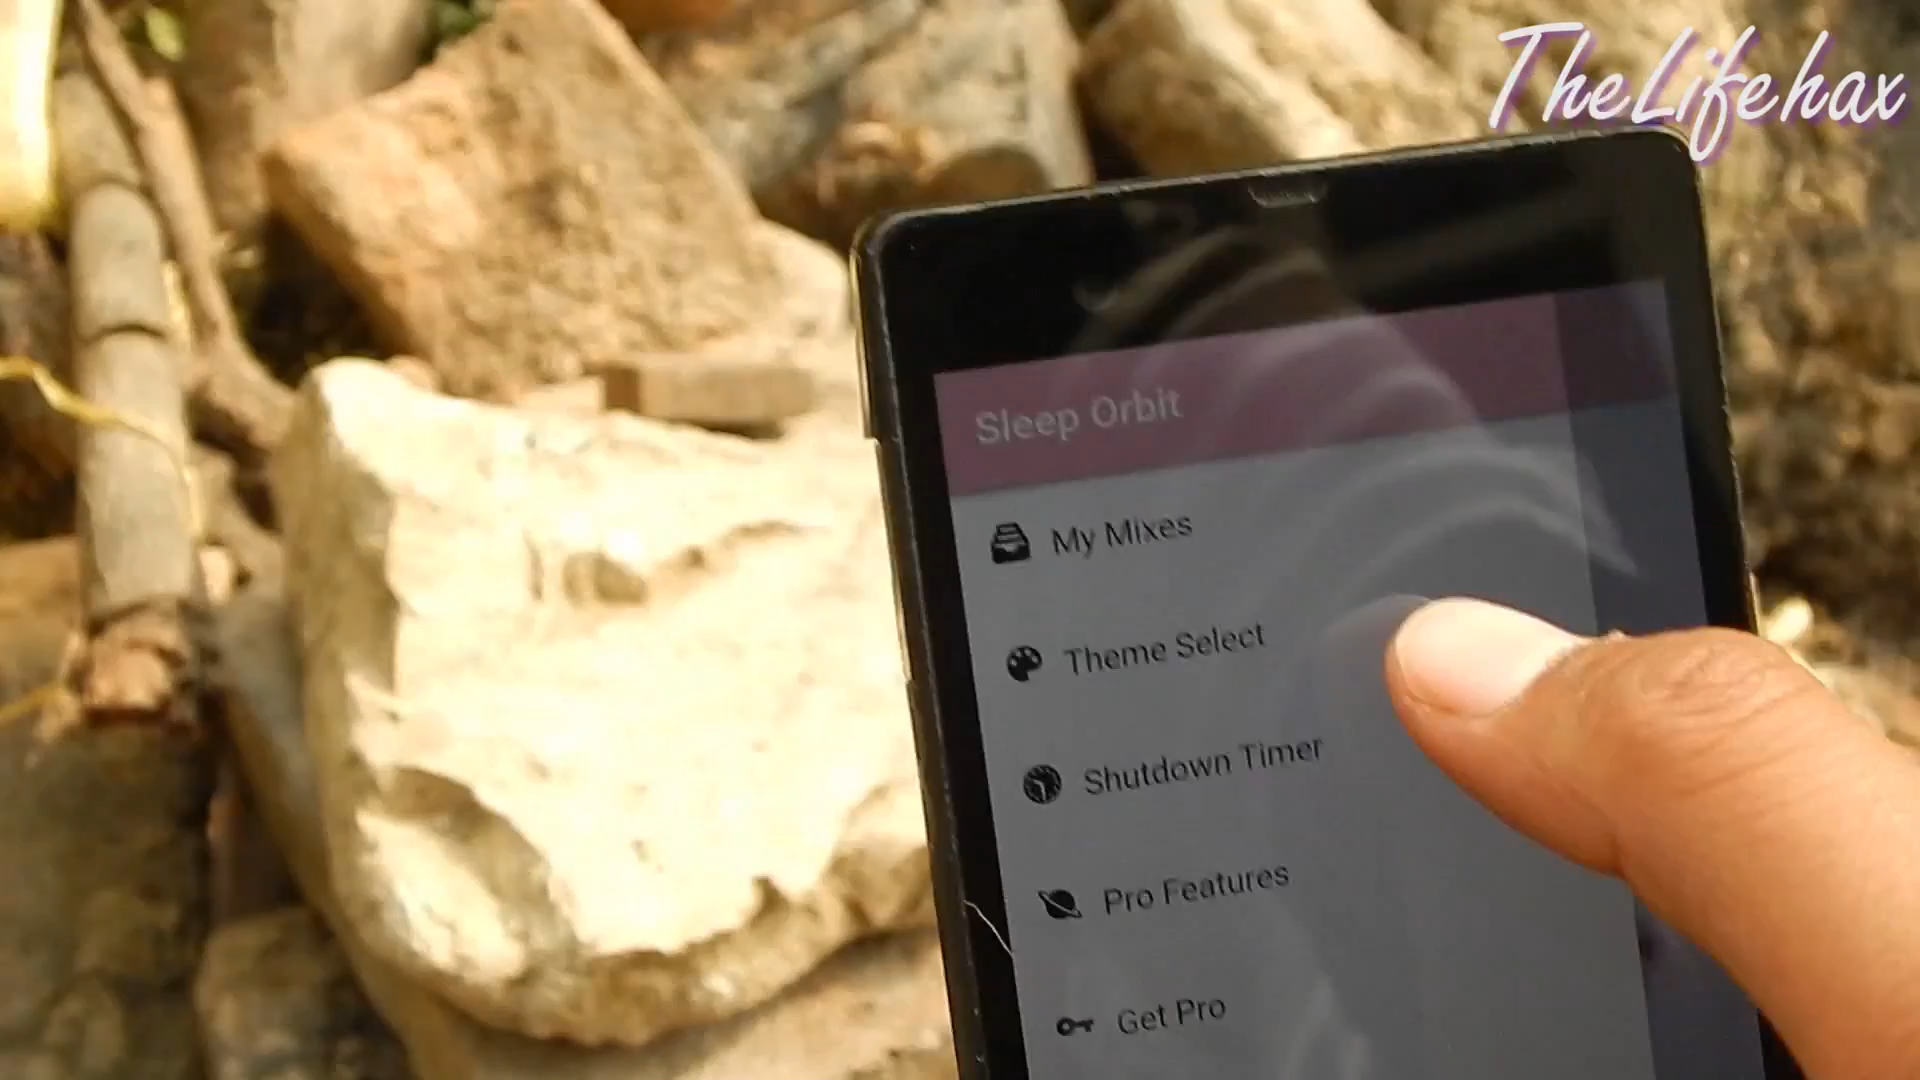 TheLifehax
Sleep Orbit
My Mixes
Theme Select
Shutdown Timer
Pro Features
Get Pro